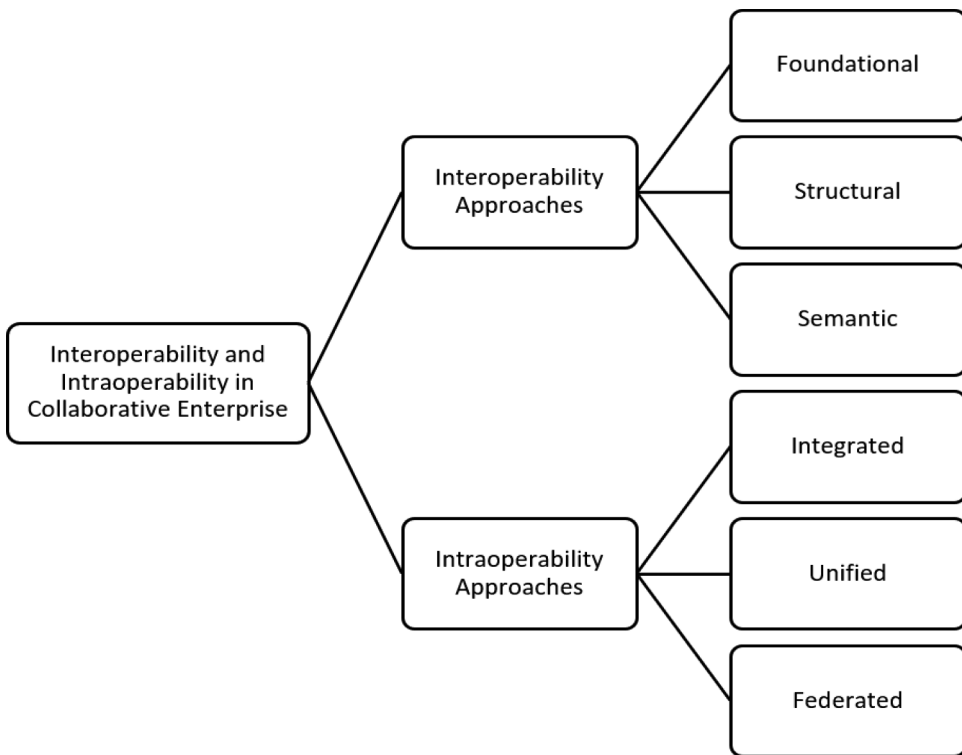 Interoperability and
Intraoperability in
Collaborative Enterprise
Interoperability
Approaches
Foundational
Structural
Semantic
Intraoperability
Approaches
Integrated
Unified
Federated